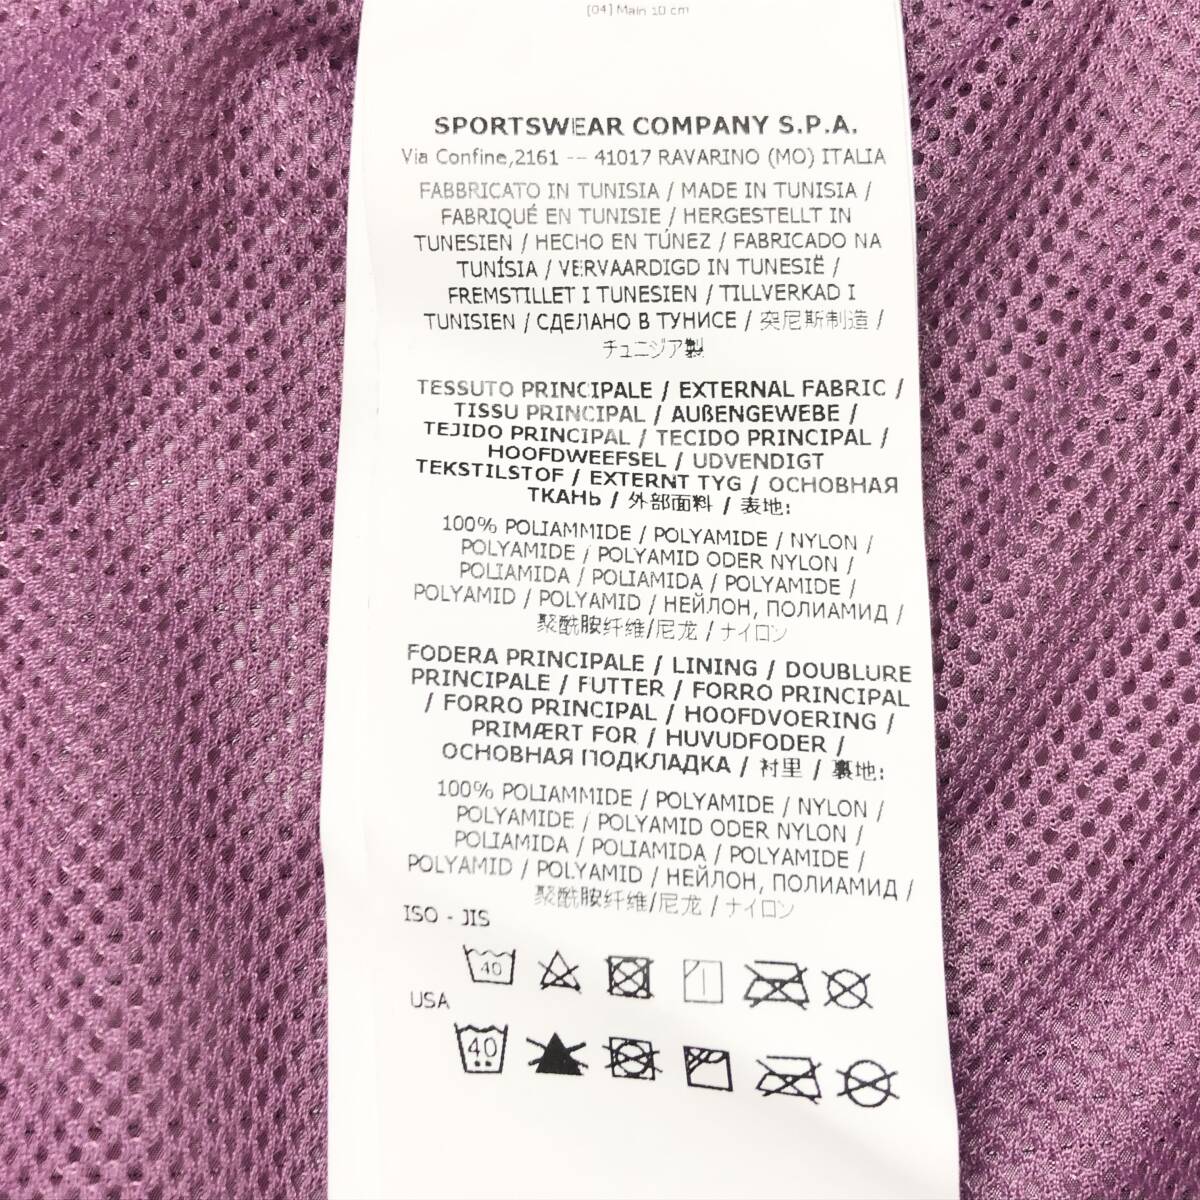 [04] Main 10 cm
SPORTSWEAR COMPANY S.P.A.
Via Confine,2161 -- 41017 RAVARINO (MO) ITALIA
FABBRICATO IN TUNISIA / MADE IN TUNISIA /
FABRIQUÉ EN TUNISIE / HERGESTELLT IN
TUNESIEN / HECHO EN TÚNEZ / FABRICADO NA
TUNÍSIA / VERVAARDIGD IN TUNESIË /
FREMSTILLET I TUNESIEN / TILLVERKAD I
TUNISIEN / СДЕЛАНО В ТУНИСЕ / 突尼斯制造 /
チュニジア製
TESSUTO PRINCIPALE / EXTERNAL FABRIC /
TISSU PRINCIPAL / AUßENGEWEBE /
TEJIDO PRINCIPAL / TECIDO PRINCIPAL /
HOOFDWEEFSEL / UDVENDIGT
TEKSTILSTOF / EXTERNT TYG / ОСНОВНАЯ
ТКАНЬ / 外部面料 / 表地:
100% POLIAMMIDE / POLYAMIDE / NYLON /
POLYAMIDE / POLYAMID ODER NYLON /
POLIAMIDA / POLIAMIDA / POLYAMIDE /
POLYAMID / POLYAMID / НЕЙЛОН, ПОЛИАМИД /
聚酰胺纤维/尼龙 / ナイロン
FODERA PRINCIPALE / LINING / DOUBLURE
PRINCIPALE / FUTTER / FORRO PRINCIPAL
/ FORRO PRINCIPAL / HOOFDVOERING /
PRIMÆRT FOR / HUVUDFODER /
ОСНОВНАЯ ПОДКЛАДКА / 衬里 / 裏地:
100% POLIAMMIDE / POLYAMIDE / NYLON /
POLYAMIDE / POLYAMID ODER NYLON /
POLIAMIDA / POLIAMIDA / POLYAMIDE /
POLYAMID / POLYAMID / НЕЙЛОН, ПОЛИАМИД /
聚酰胺纤维/尼龙 / ナイロン
ISO - JIS
40
USA
40